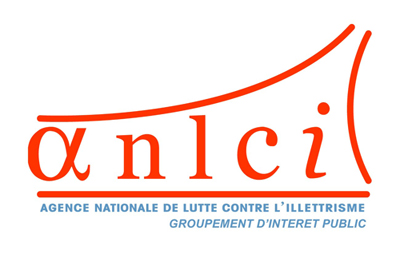 αnlci
AGENCE NATIONALE DE LUTTE CONTRE L'ILLETTRISME
GROUPEMENT D'INTERET PUBLIC